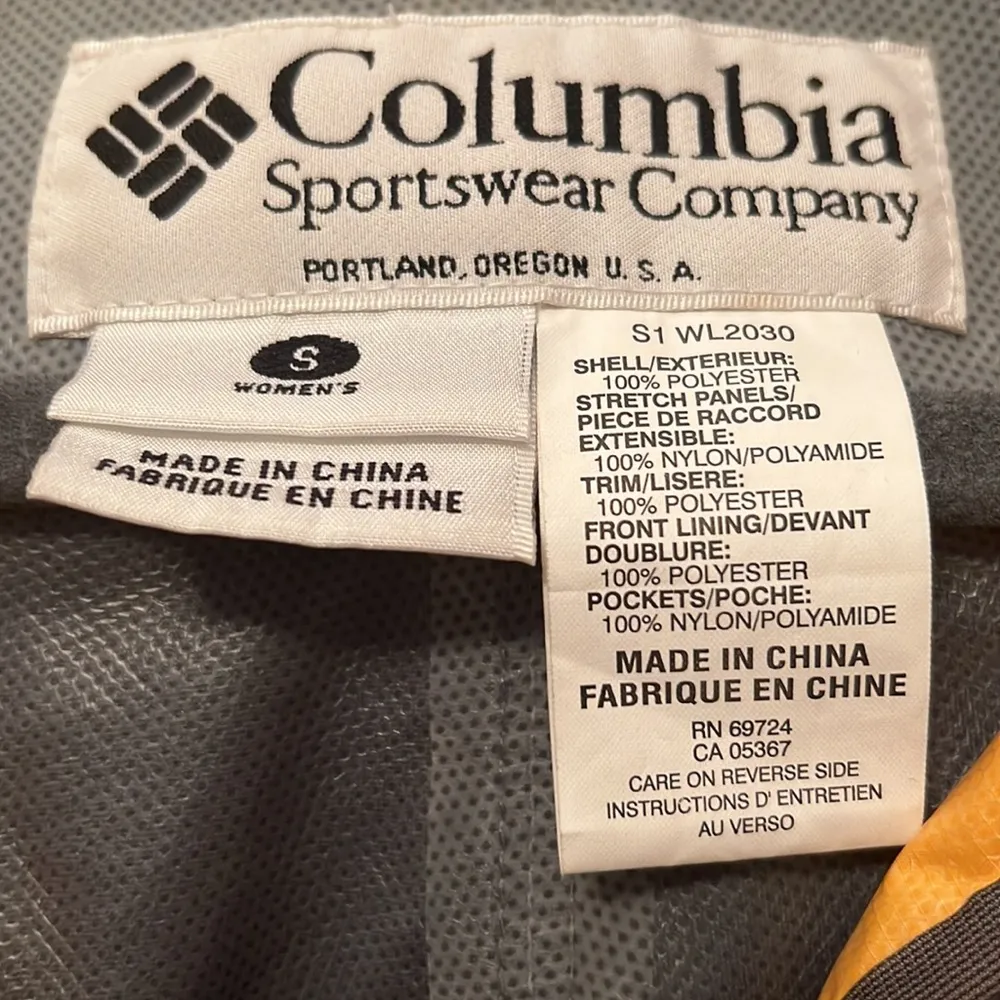 Columbia
Sportswear Company
PORTLAND, OREGON U. S. A.
S
WOMEN'S
MADE IN CHINA
FABRIQUE EN CHINE
S1 WL2030
SHELL/EXTERIEUR:
100% POLYESTER
STRETCH PANELS/
PIECE DE RACCORD
EXTENSIBLE:
100% NYLON/POLYAMIDE
TRIM/LISERE:
100% POLYESTER
FRONT LINING/DEVANT
DOUBLURE:
100% POLYESTER
POCKETS/POCHE:
100% NYLON/POLYAMIDE
MADE IN CHINA
FABRIQUE EN CHINE
RN 69724
CA 05367
CARE ON REVERSE SIDE
INSTRUCTIONS D' ENTRETIEN
AU VERSO